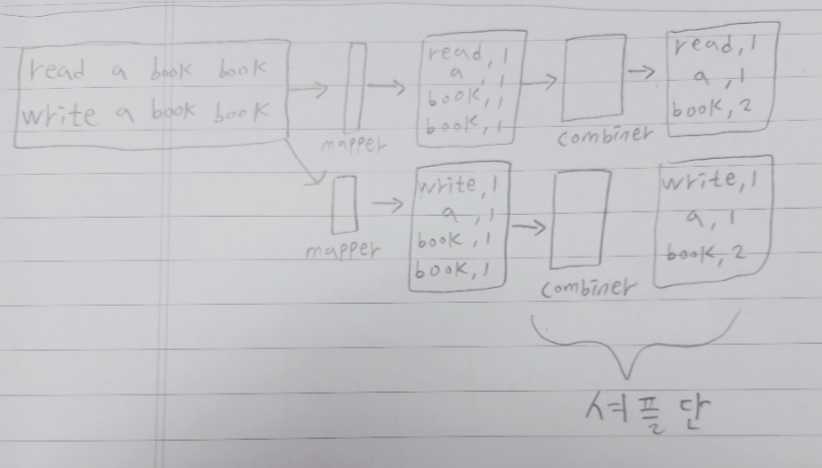 read a book book
write a book book
mapper
read, 1
a , 1
book, 1
book, 1
combiner
read, 1
a , 1
book, 2
mapper
write, 1
a , 1
book , 1
book, 1
combiner
write, 1
a , 1
book, 2
셔플 단